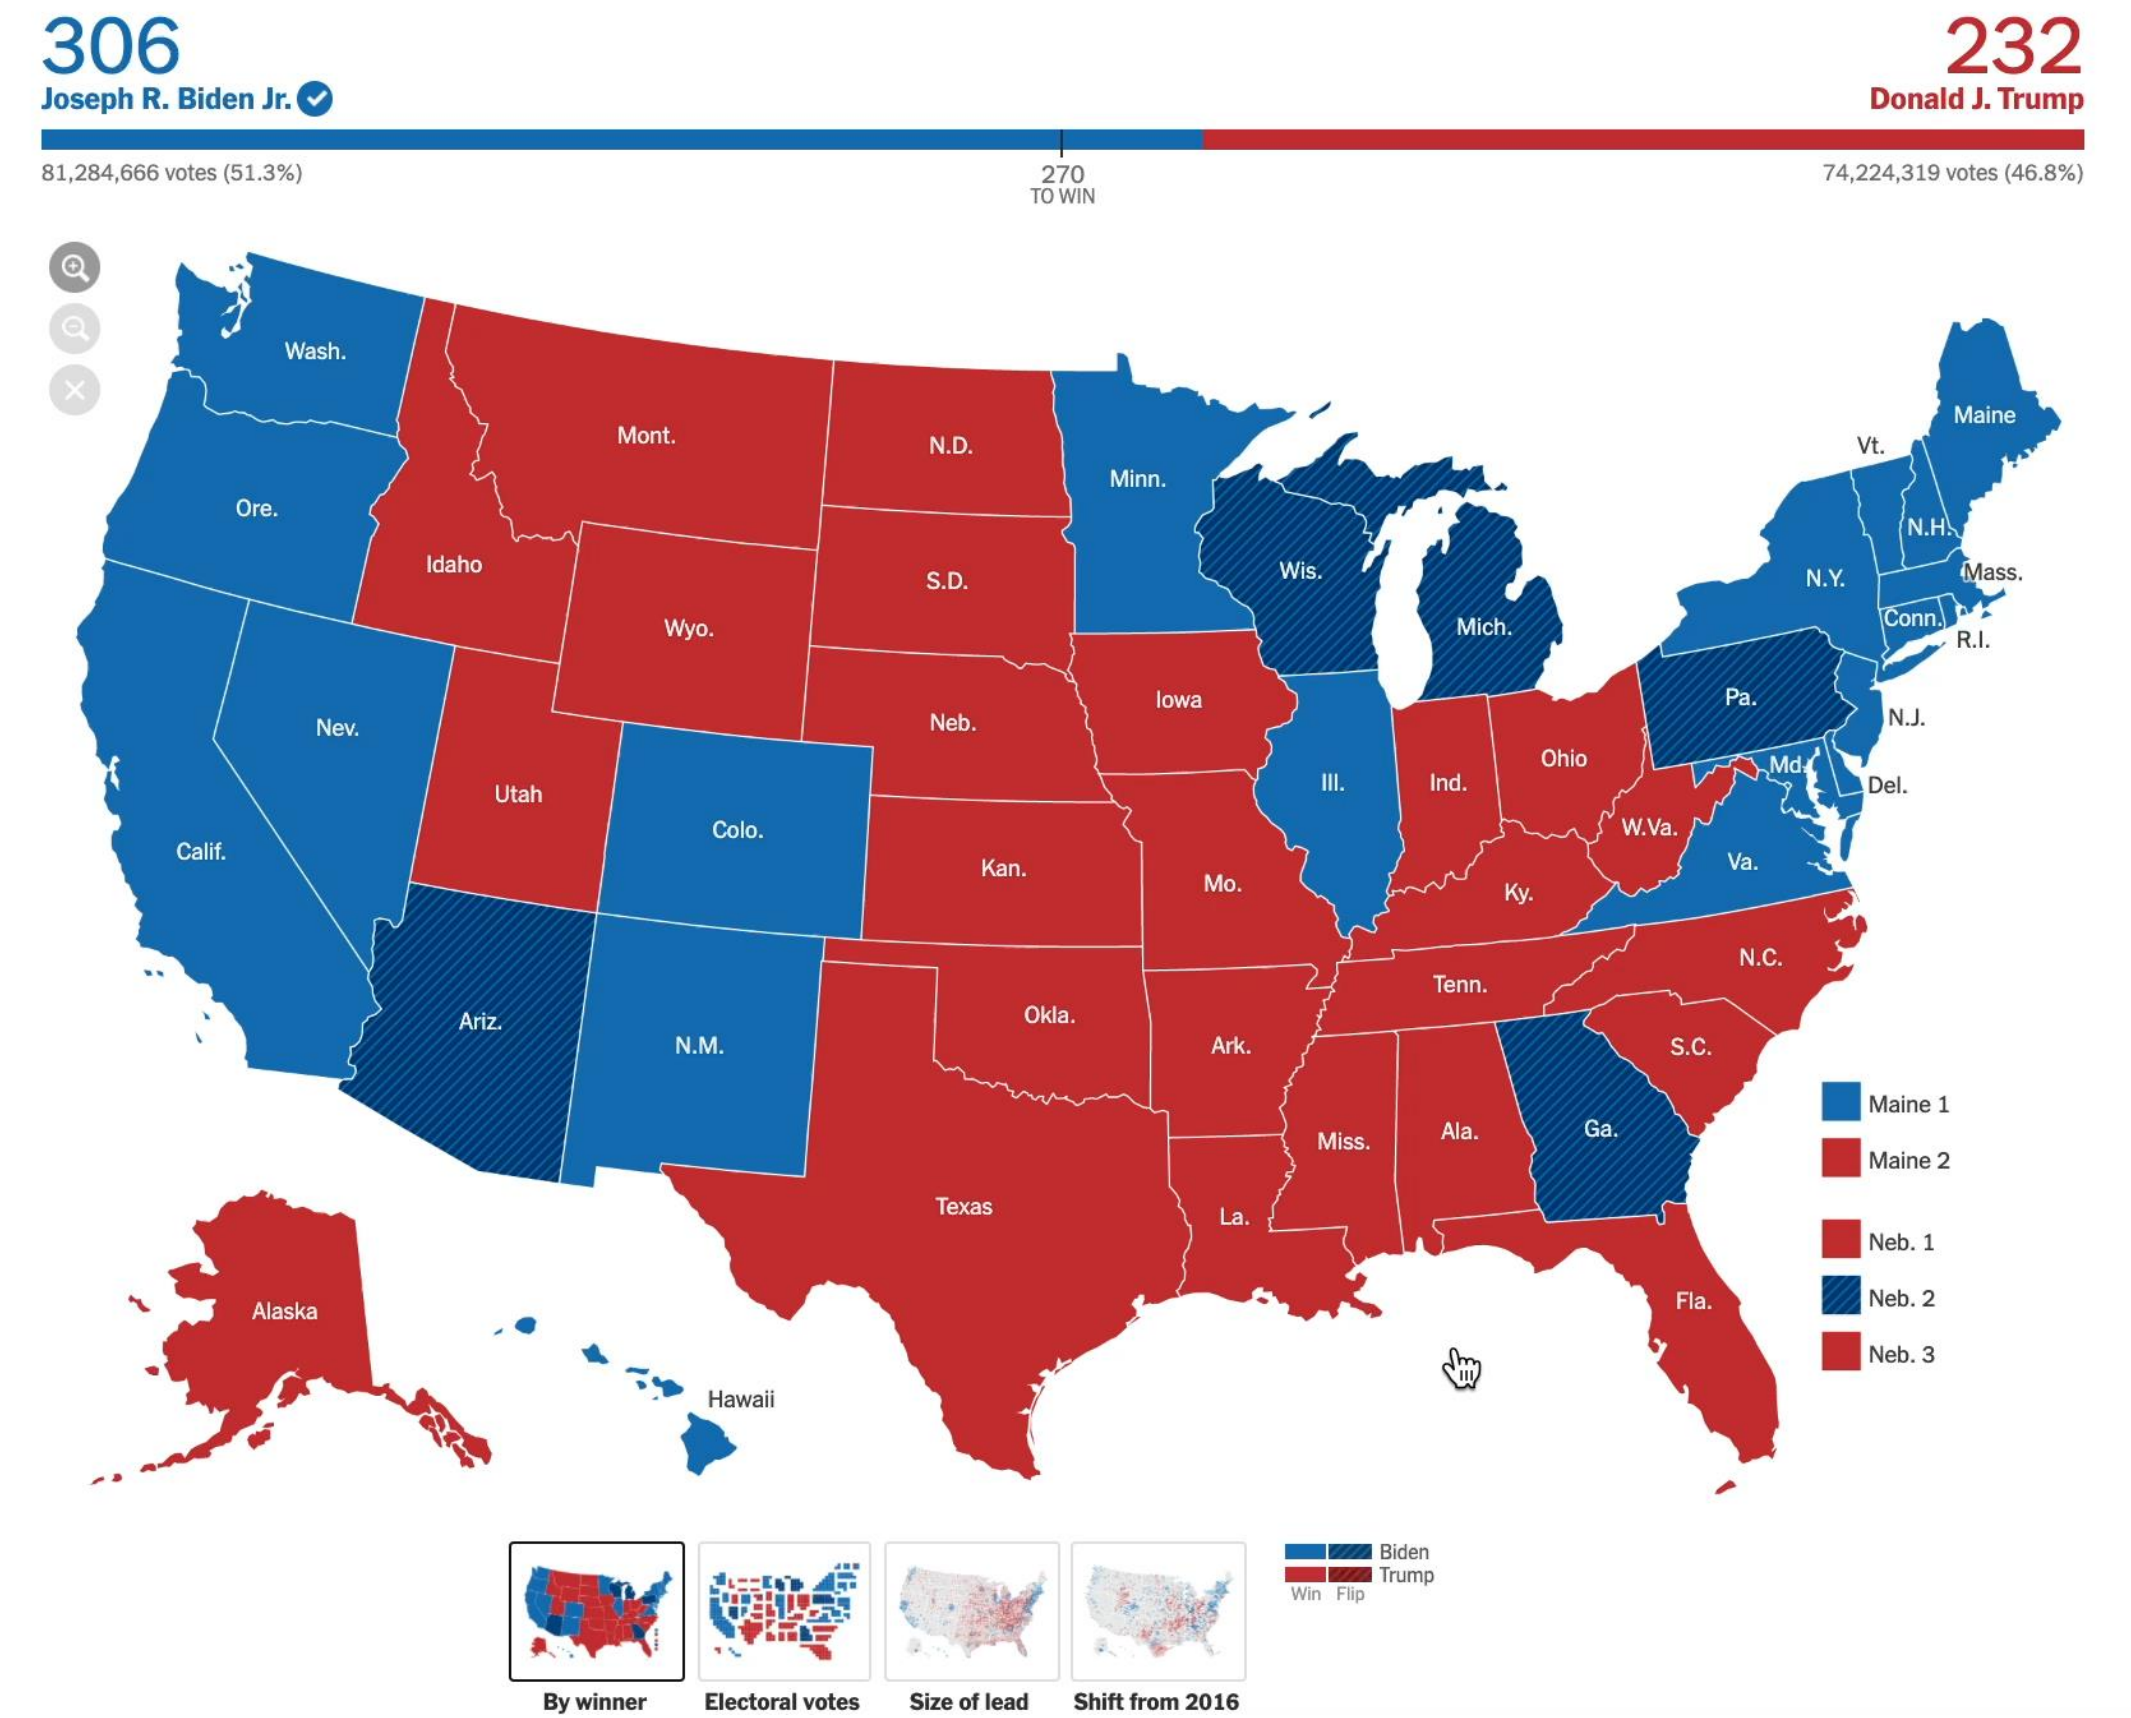 306
232
Joseph R. Biden Jr.
Donald J. Trump
81,284,666 votes (51.3%)
270
TO WIN
74,224,319 votes (46.8%)
Wash.
Maine
Mont.
N.D.
Vt.
Minn.
Ore.
N.H.
Idaho
Wis.
Mass.
S.D.
N.Y.
Conn.
Wyo.
Mich.
R.I.
Iowa
Pa.
Neb.
N.J.
Nev.
Ohio
Md.
Utah
Ill.
Ind.
Del.
Colo.
W.Va.
Calif.
Kan.
Va.
Mo.
Ky.
N.C.
Tenn.
Okla.
Ariz.
N.M.
Ark.
S.C.
Maine 1
Ga.
Miss.
Ala.
Maine 2
Texas
La.
Neb. 1
Neb. 2
Alaska
Fla.
Neb. 3
Hawaii
Biden
Trump
Win Flip
By winner
Electoral votes
Size of lead
Shift from 2016